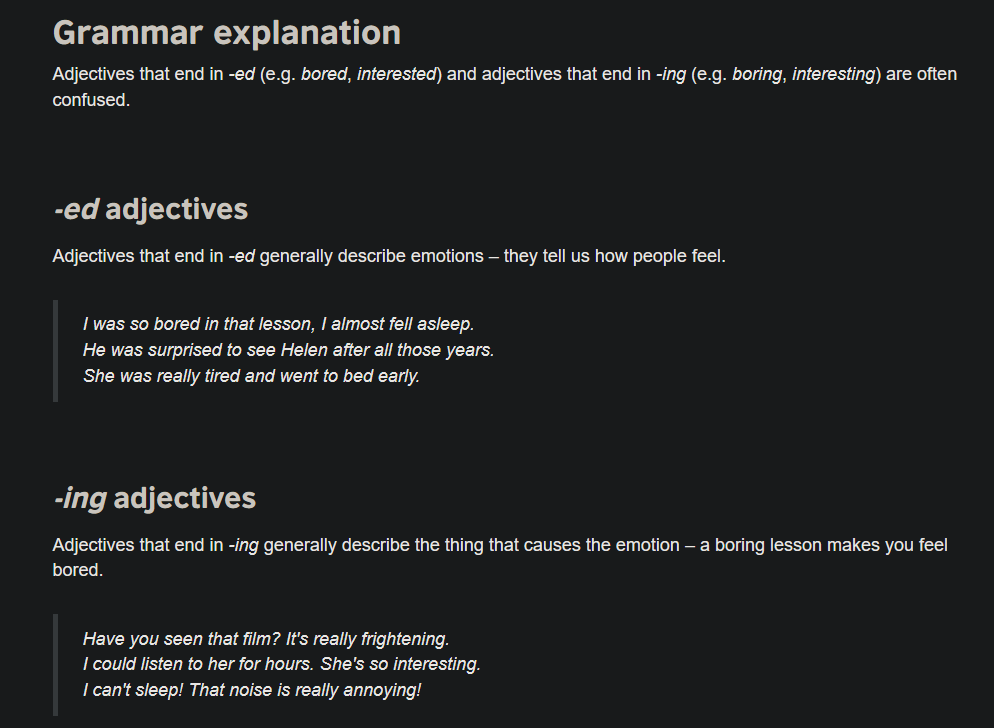 Grammar explanation
Adjectives that end in -ed (e.g. bored, interested) and adjectives that end in -ing (e.g. boring, interesting) are often
confused.
-ed adjectives
Adjectives that end in -ed generally describe emotions – they tell us how people feel.
I was so bored in that lesson, I almost fell asleep.
He was surprised to see Helen after all those years.
She was really tired and went to bed early.
-ing adjectives
Adjectives that end in -ing generally describe the thing that causes the emotion – a boring lesson makes you feel
bored.
Have you seen that film? It's really frightening.
I could listen to her for hours. She's so interesting.
I can't sleep! That noise is really annoying!